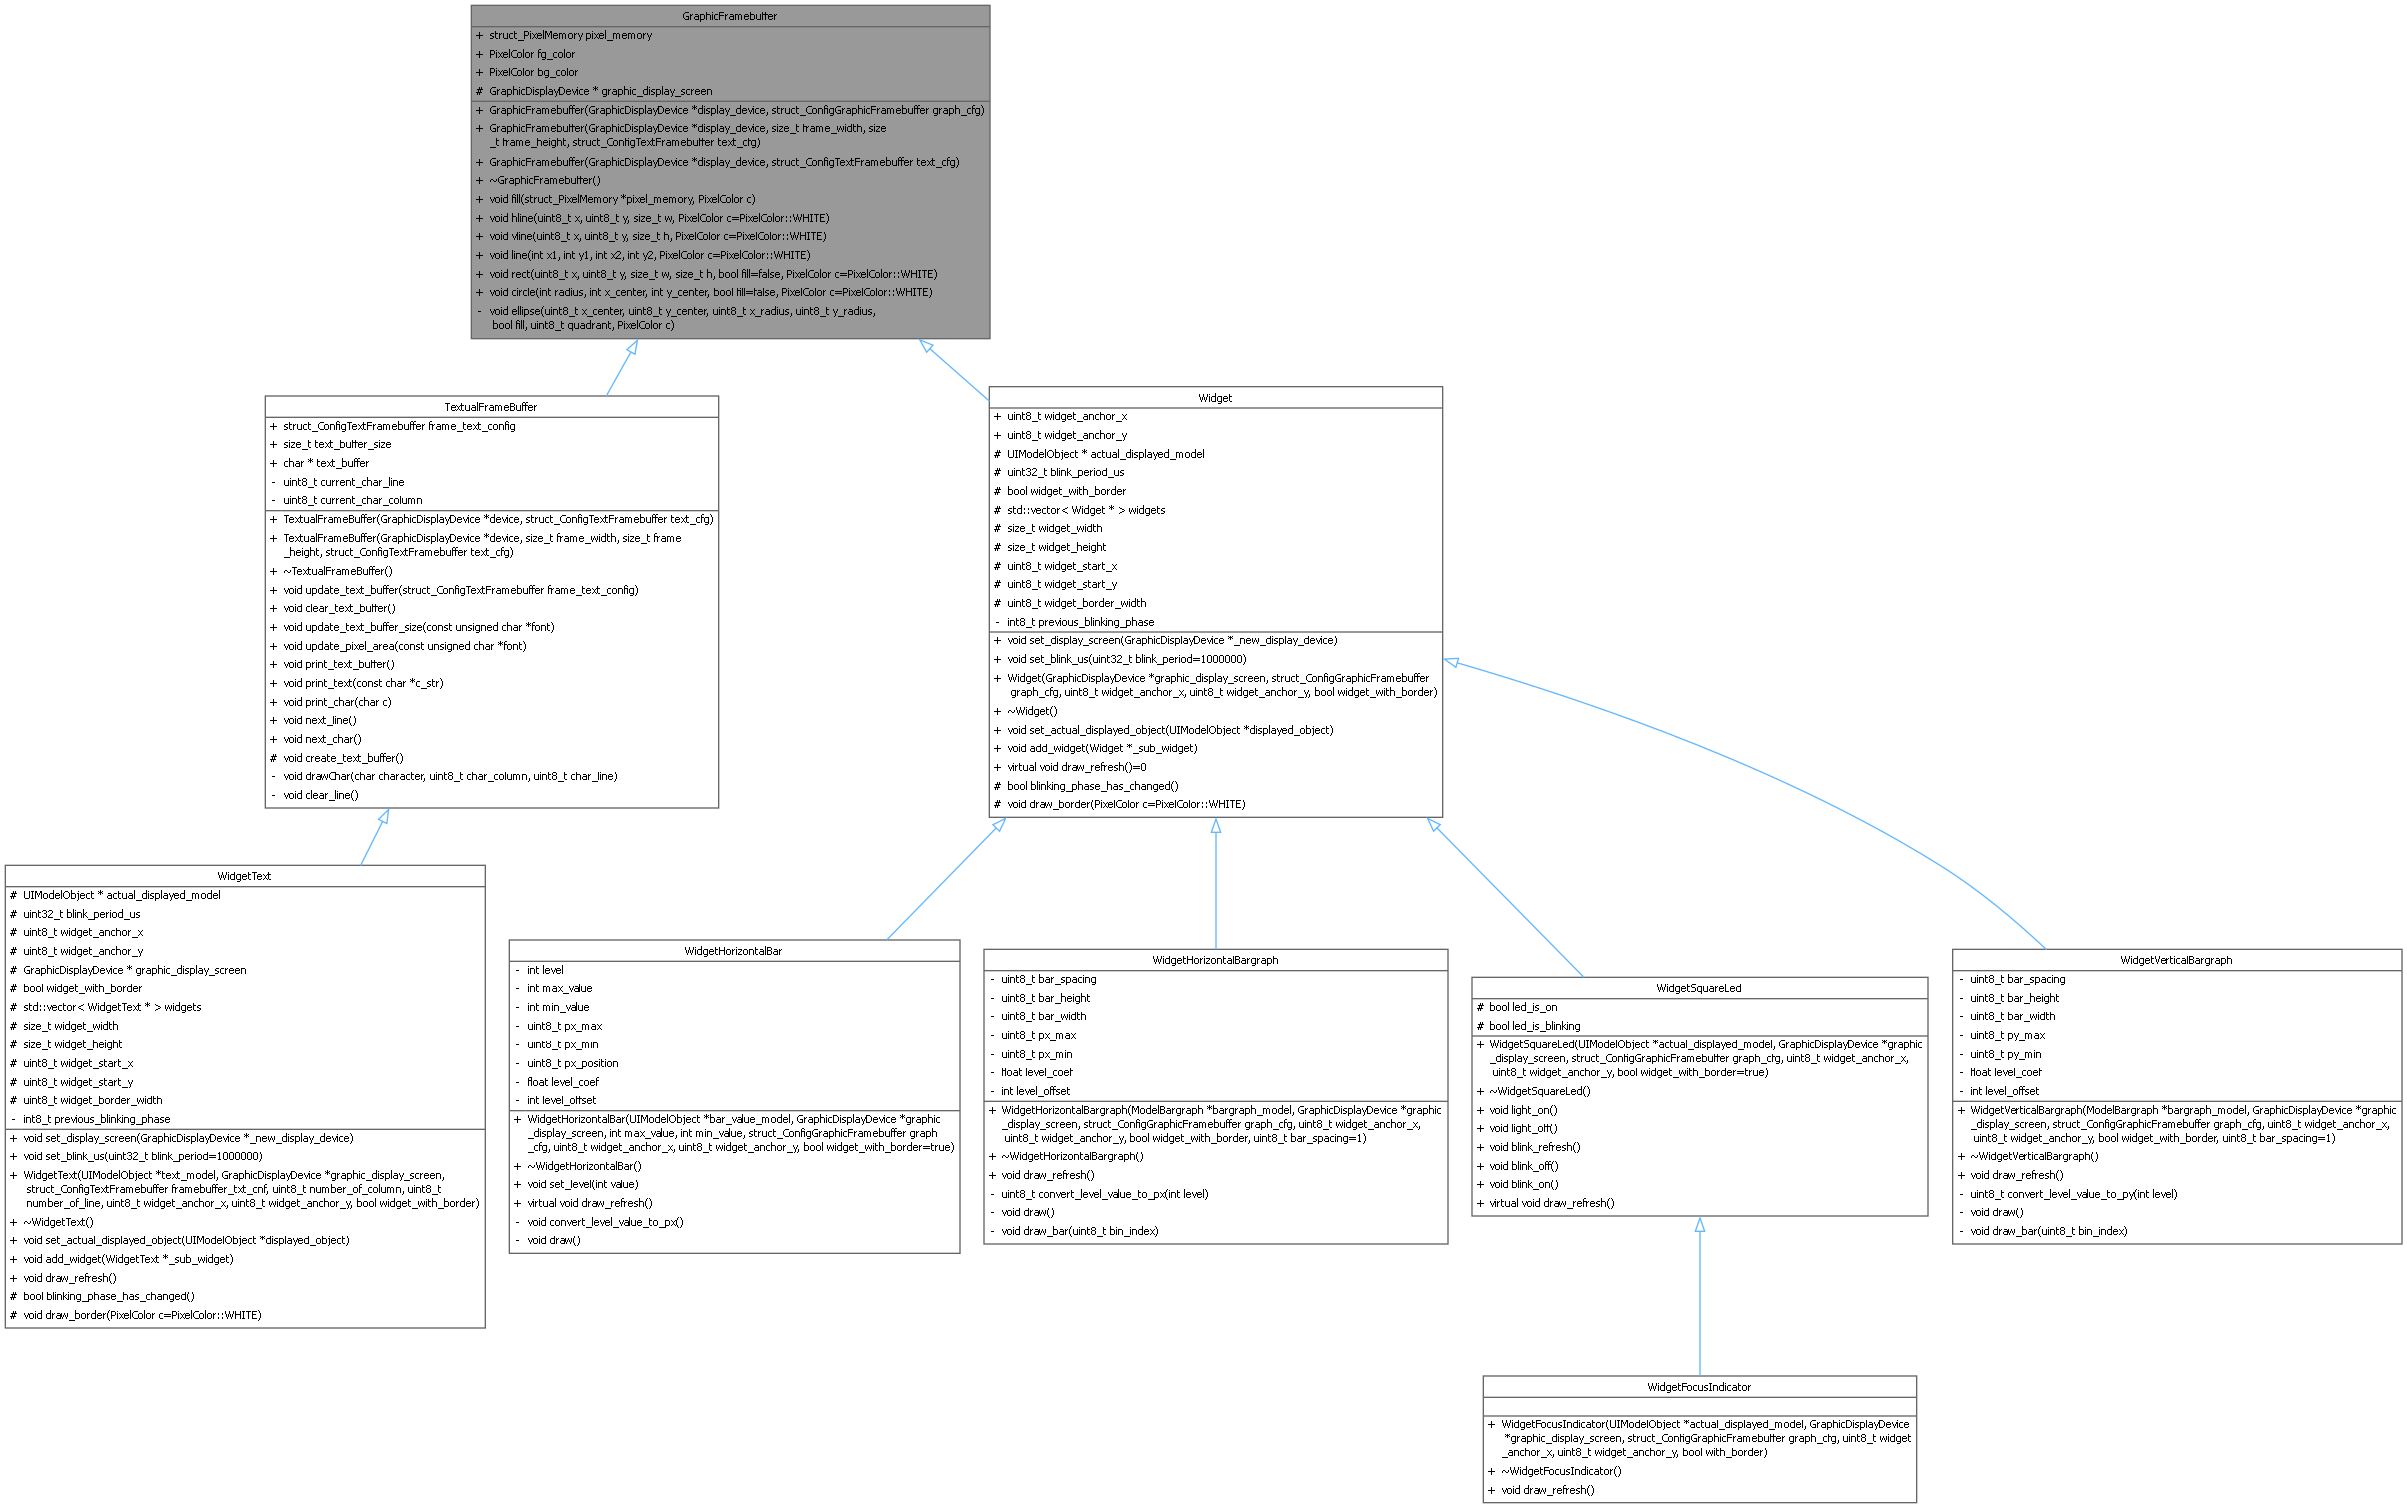 GraphicFramebuffer
+ struct_PixelMemory pixel_memory
+ PixelColor fg_color
+ PixelColor bg_color
# GraphicDisplayDevice * graphic_display_screen
+ GraphicFramebuffer(GraphicDisplayDevice *display_device, struct_ConfigGraphicFramebuffer graph_cfg)
+ GraphicFramebuffer(GraphicDisplayDevice *display_device, size_t frame_width, size
_t frame_height, struct_ConfigTextFramebuffer text_cfg)
+ GraphicFramebuffer(GraphicDisplayDevice *display_device, struct_ConfigTextFramebuffer text_cfg)
+ ~GraphicFramebuffer()
+ void fill(struct_PixelMemory *pixel_memory, PixelColor c)
+ void hline(uint8_t x, uint8_t y, size_t w, PixelColor c=PixelColor::WHITE)
+ void vline(uint8_t x, uint8_t y, size_t h, PixelColor c=PixelColor::WHITE)
+ void line(int x1, int y1, int x2, int y2, PixelColor c=PixelColor::WHITE)
+ void rect(uint8_t x, uint8_t y, size_t w, size_t h, bool fill=false, PixelColor c=PixelColor::WHITE)
+ void circle(int radius, int x_center, int y_center, bool fill=false, PixelColor c=PixelColor::WHITE)
- void ellipse(uint8_t x_center, uint8_t y_center, uint8_t x_radius, uint8_t y_radius,
bool fill, uint8_t quadrant, PixelColor c)
TextualFrameBuffer
+ struct_ConfigTextFramebuffer frame_text_config
+ size_t text_buffer_size
+ char * text_buffer
- uint8_t current_char_line
- uint8_t current_char_column
+ TextualFrameBuffer(GraphicDisplayDevice *device, struct_ConfigTextFramebuffer text_cfg)
+ TextualFrameBuffer(GraphicDisplayDevice *device, size_t frame_width, size_t frame
_height, struct_ConfigTextFramebuffer text_cfg)
+ ~TextualFrameBuffer()
+ void update_text_buffer(struct_ConfigTextFramebuffer frame_text_config)
+ void clear_text_buffer()
+ void update_text_buffer_size(const unsigned char *font)
+ void update_pixel_area(const unsigned char *font)
+ void print_text_buffer()
+ void print_text(const char *c_str)
+ void print_char(char c)
+ void next_line()
+ void next_char()
# void create_text_buffer()
- void drawChar(char character, uint8_t char_column, uint8_t char_line)
- void clear_line()
Widget
+ uint8_t widget_anchor_x
+ uint8_t widget_anchor_y
# UIModelObject * actual_displayed_model
# uint32_t blink_period_us
# bool widget_with_border
# std::vector< Widget * > widgets
# size_t widget_width
# size_t widget_height
# uint8_t widget_start_x
# uint8_t widget_start_y
# uint8_t widget_border_width
- int8_t previous_blinking_phase
+ void set_display_screen(GraphicDisplayDevice *_new_display_device)
+ void set_blink_us(uint32_t blink_period=1000000)
+ Widget(GraphicDisplayDevice *graphic_display_screen, struct_ConfigGraphicFramebuffer
graph_cfg, uint8_t widget_anchor_x, uint8_t widget_anchor_y, bool widget_with_border)
+ ~Widget()
+ void set_actual_displayed_object(UIModelObject *displayed_object)
+ void add_widget(Widget *_sub_widget)
+ virtual void draw_refresh()=0
# bool blinking_phase_has_changed()
# void draw_border(PixelColor c=PixelColor::WHITE)
WidgetText
# UIModelObject * actual_displayed_model
# uint32_t blink_period_us
# uint8_t widget_anchor_x
# uint8_t widget_anchor_y
# GraphicDisplayDevice * graphic_display_screen
# bool widget_with_border
# std::vector< WidgetText * > widgets
# size_t widget_width
# size_t widget_height
# uint8_t widget_start_x
# uint8_t widget_start_y
# uint8_t widget_border_width
- int8_t previous_blinking_phase
+ void set_display_screen(GraphicDisplayDevice *_new_display_device)
+ void set_blink_us(uint32_t blink_period=1000000)
+ WidgetText(UIModelObject *text_model, GraphicDisplayDevice *graphic_display_screen,
struct_ConfigTextFramebuffer framebuffer_txt_cnf, uint8_t number_of_column, uint8_t
number_of_line, uint8_t widget_anchor_x, uint8_t widget_anchor_y, bool widget_with_border)
+ ~WidgetText()
+ void set_actual_displayed_object(UIModelObject *displayed_object)
+ void add_widget(WidgetText *_sub_widget)
+ void draw_refresh()
# bool blinking_phase_has_changed()
# void draw_border(PixelColor c=PixelColor::WHITE)
WidgetHorizontalBar
- int level
- int max_value
- int min_value
- uint8_t px_max
- uint8_t px_min
- uint8_t px_position
- float level_coef
- int level_offset
+ WidgetHorizontalBar(UIModelObject *bar_value_model, GraphicDisplayDevice *graphic
_display_screen, int max_value, int min_value, struct_ConfigGraphicFramebuffer graph
_cfg, uint8_t widget_anchor_x, uint8_t widget_anchor_y, bool widget_with_border=true)
+ ~WidgetHorizontalBar()
+ void set_level(int value)
+ virtual void draw_refresh()
- void convert_level_value_to_px()
- void draw()
WidgetHorizontalBargraph
- uint8_t bar_spacing
- uint8_t bar_height
- uint8_t bar_width
- uint8_t px_max
- uint8_t px_min
- float level_coef
- int level_offset
+ WidgetHorizontalBargraph(ModelBargraph *bargraph_model, GraphicDisplayDevice *graphic
_display_screen, struct_ConfigGraphicFramebuffer graph_cfg, uint8_t widget_anchor_x,
uint8_t widget_anchor_y, bool widget_with_border, uint8_t bar_spacing=1)
+ ~WidgetHorizontalBargraph()
+ void draw_refresh()
- uint8_t convert_level_value_to_px(int level)
- void draw()
- void draw_bar(uint8_t bin_index)
WidgetSquareLed
# bool led_is_on
# bool led_is_blinking
+ WidgetSquareLed(UIModelObject *actual_displayed_model, GraphicDisplayDevice *graphic
_display_screen, struct_ConfigGraphicFramebuffer graph_cfg, uint8_t widget_anchor_x,
uint8_t widget_anchor_y, bool widget_with_border=true)
+ ~WidgetSquareLed()
+ void light_on()
+ void light_off()
+ void blink_refresh()
+ void blink_off()
+ void blink_on()
+ virtual void draw_refresh()
WidgetVerticalBargraph
- uint8_t bar_spacing
- uint8_t bar_height
- uint8_t bar_width
- uint8_t py_max
- uint8_t py_min
- float level_coef
- int level_offset
+ WidgetVerticalBargraph(ModelBargraph *bargraph_model, GraphicDisplayDevice *graphic
_display_screen, struct_ConfigGraphicFramebuffer graph_cfg, uint8_t widget_anchor_x,
uint8_t widget_anchor_y, bool widget_with_border, uint8_t bar_spacing=1)
+ ~WidgetVerticalBargraph()
+ void draw_refresh()
- uint8_t convert_level_value_to_py(int level)
- void draw()
- void draw_bar(uint8_t bin_index)
WidgetFocusIndicator
+ WidgetFocusIndicator(UIModelObject *actual_displayed_model, GraphicDisplayDevice
*graphic_display_screen, struct_ConfigGraphicFramebuffer graph_cfg, uint8_t widget
_anchor_x, uint8_t widget_anchor_y, bool with_border)
+ ~WidgetFocusIndicator()
+ void draw_refresh()